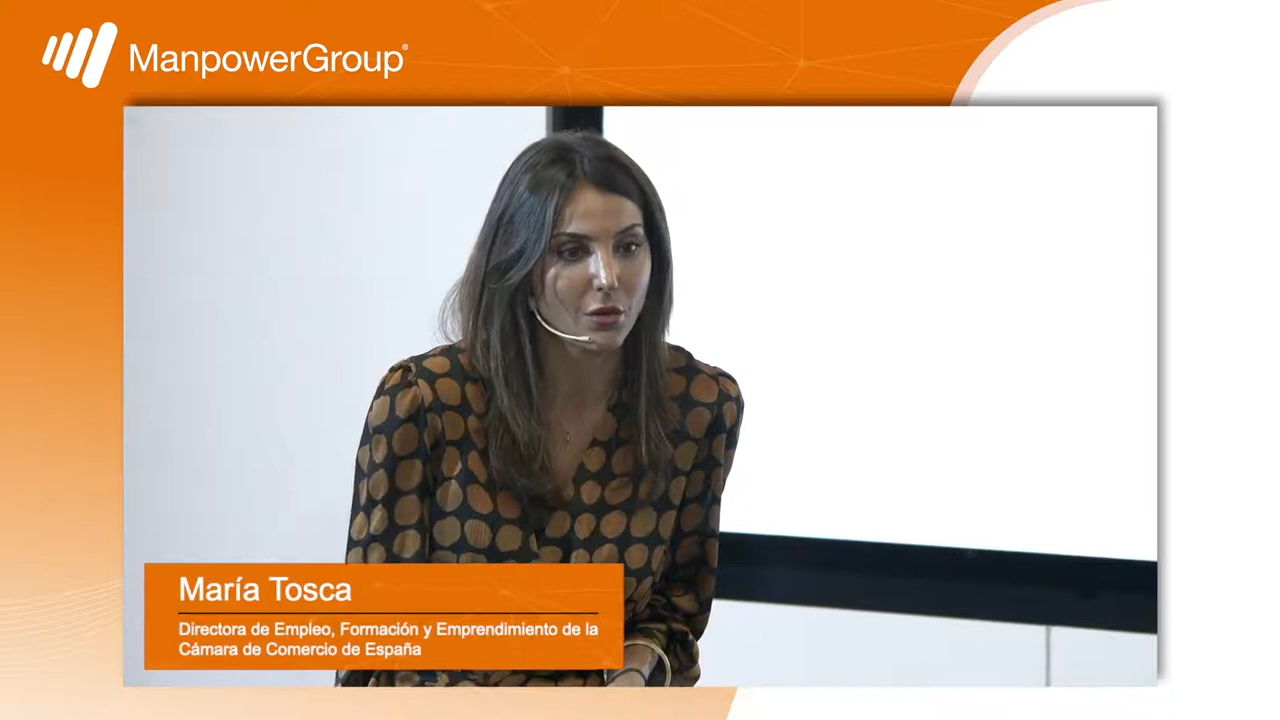 ManpowerGroup®
María Tosca
Directora de Empleo, Formación y Emprendimiento de la
Cámara de Comercio de España